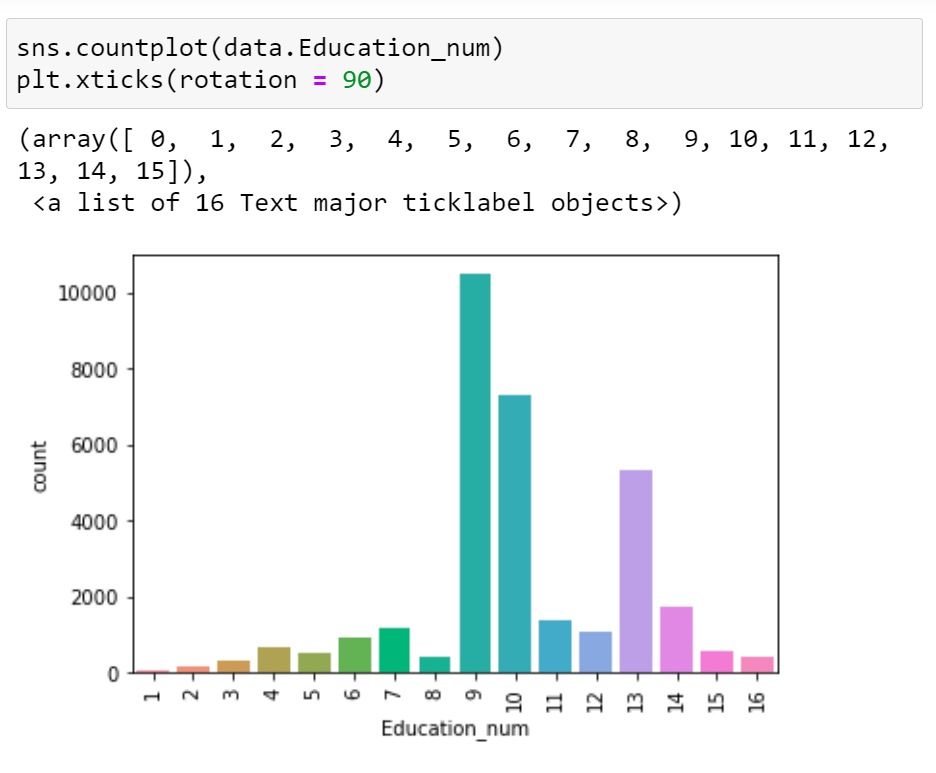 sns.countplot(data.Education_num)
plt.xticks(rotation = 90)
(array([ 0,  1,  2,  3,  4,  5,  6,  7,  8,  9, 10, 11, 12,
13, 14, 15]),
 <a list of 16 Text major ticklabel objects>)
10000
8000
6000
4000
2000
0
count
1 2 3 4 5 6 7 8 9 10 11 12 13 14 15 16
Education_num